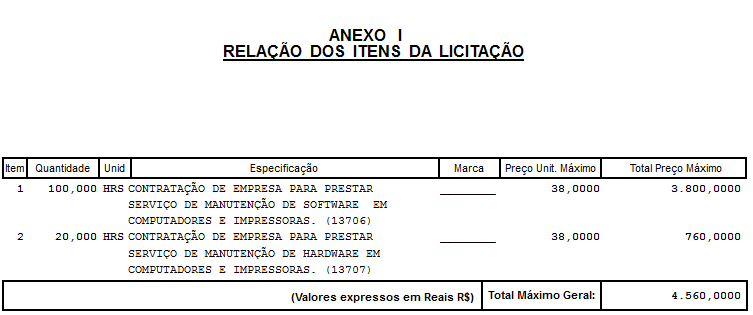 ANEXO I
RELAÇÃO DOS ITENS DA LICITAÇÃO
Item Quantidade Unid Especificação Marca Preço Unit. Máximo Total Preço Máximo
1 100,000 HRS CONTRATAÇÃO DE EMPRESA PARA PRESTAR ________ 38,0000 3.800,0000
SERVIÇO DE MANUTENÇÃO DE SOFTWARE EM
COMPUTADORES E IMPRESSORAS. (13706)
2 20,000 HRS CONTRATAÇÃO DE EMPRESA PARA PRESTAR ________ 38,0000 760,0000
SERVIÇO DE MANUTENÇÃO DE HARDWARE EM
COMPUTADORES E IMPRESSORAS. (13707)
(Valores expressos em Reais R$) Total Máximo Geral: 4.560,0000